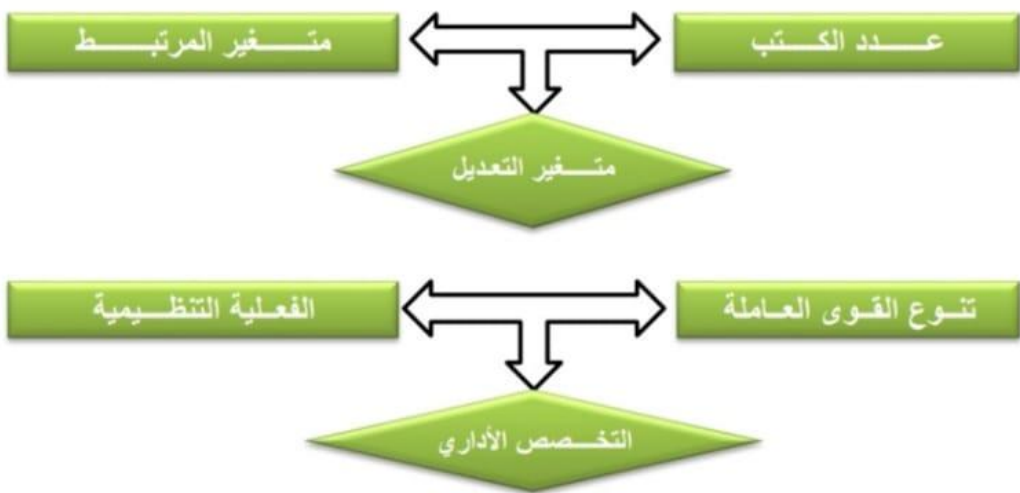 عدد الكتب
متغير المرتبط
متغير التعديل
تنوع القوى العاملة
الفعلية التنظيمية
التخصص الأداري